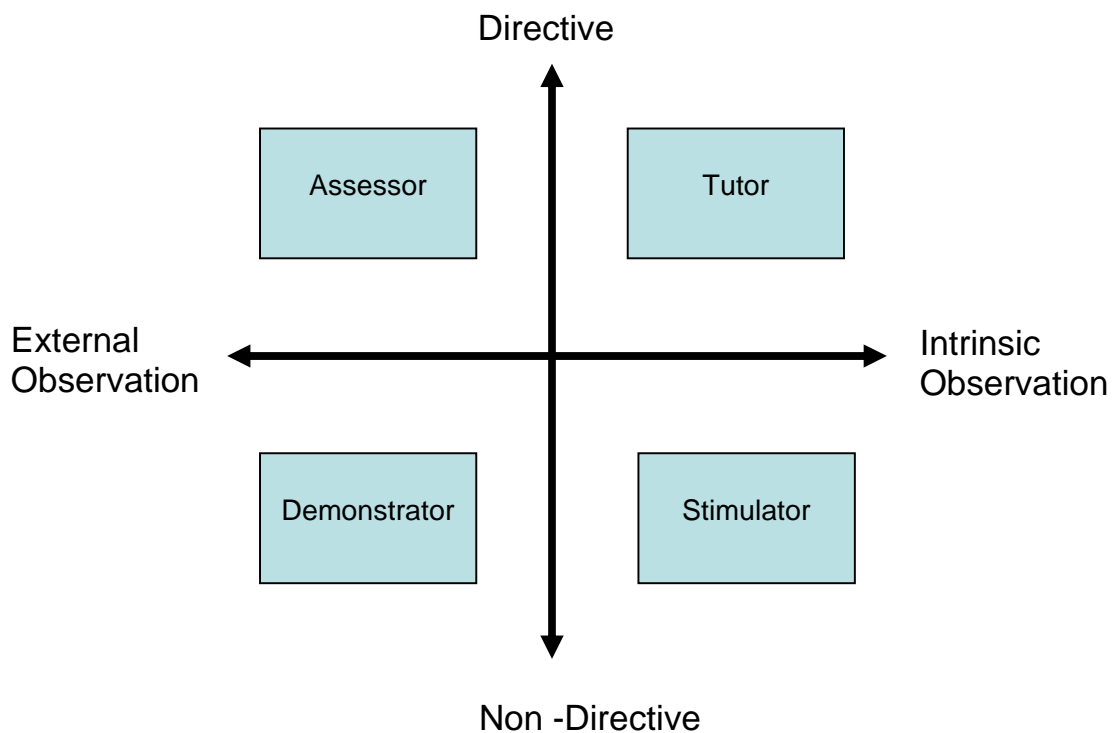 Directive
Assessor
Tutor
External
Observation
Intrinsic
Observation
Demonstrator
Stimulator
Non -Directive